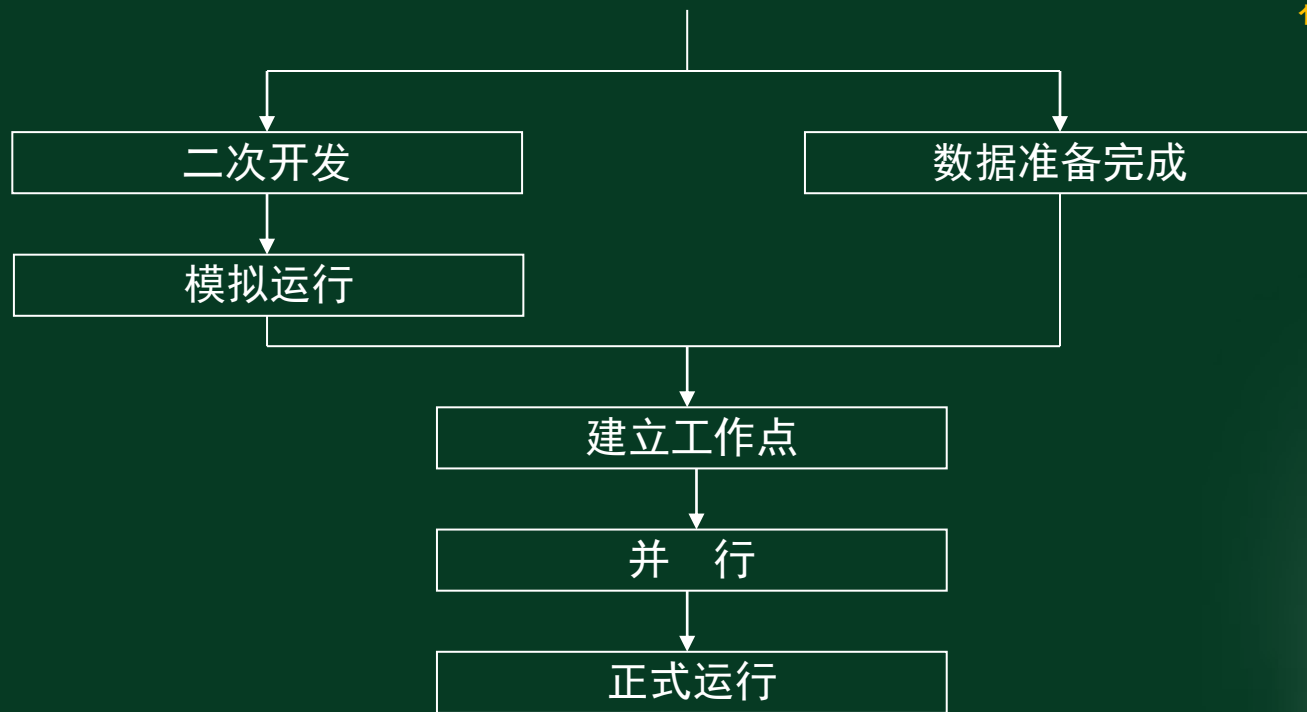 二次开发
数据准备完成
模拟运行
建立工作点
并 行
正式运行